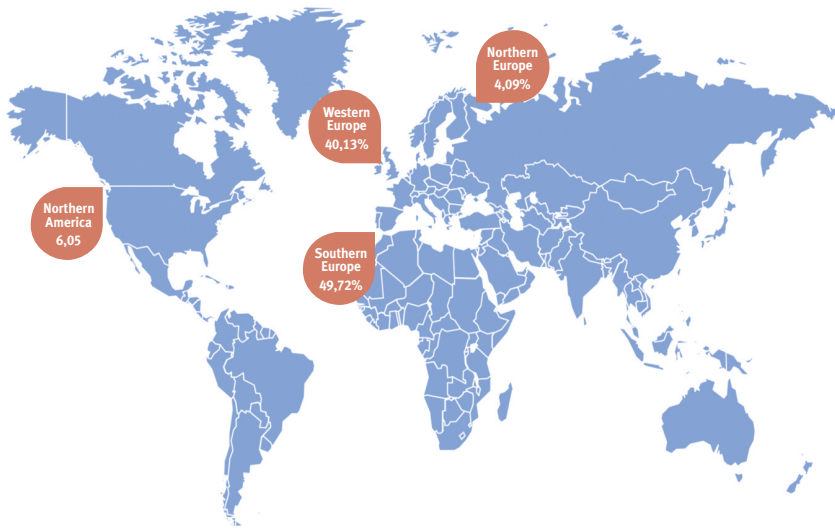 Northern
Europe
4,09%
Western
Europe
40,13%
Northern
America
6,05
Southern
Europe
49,72%